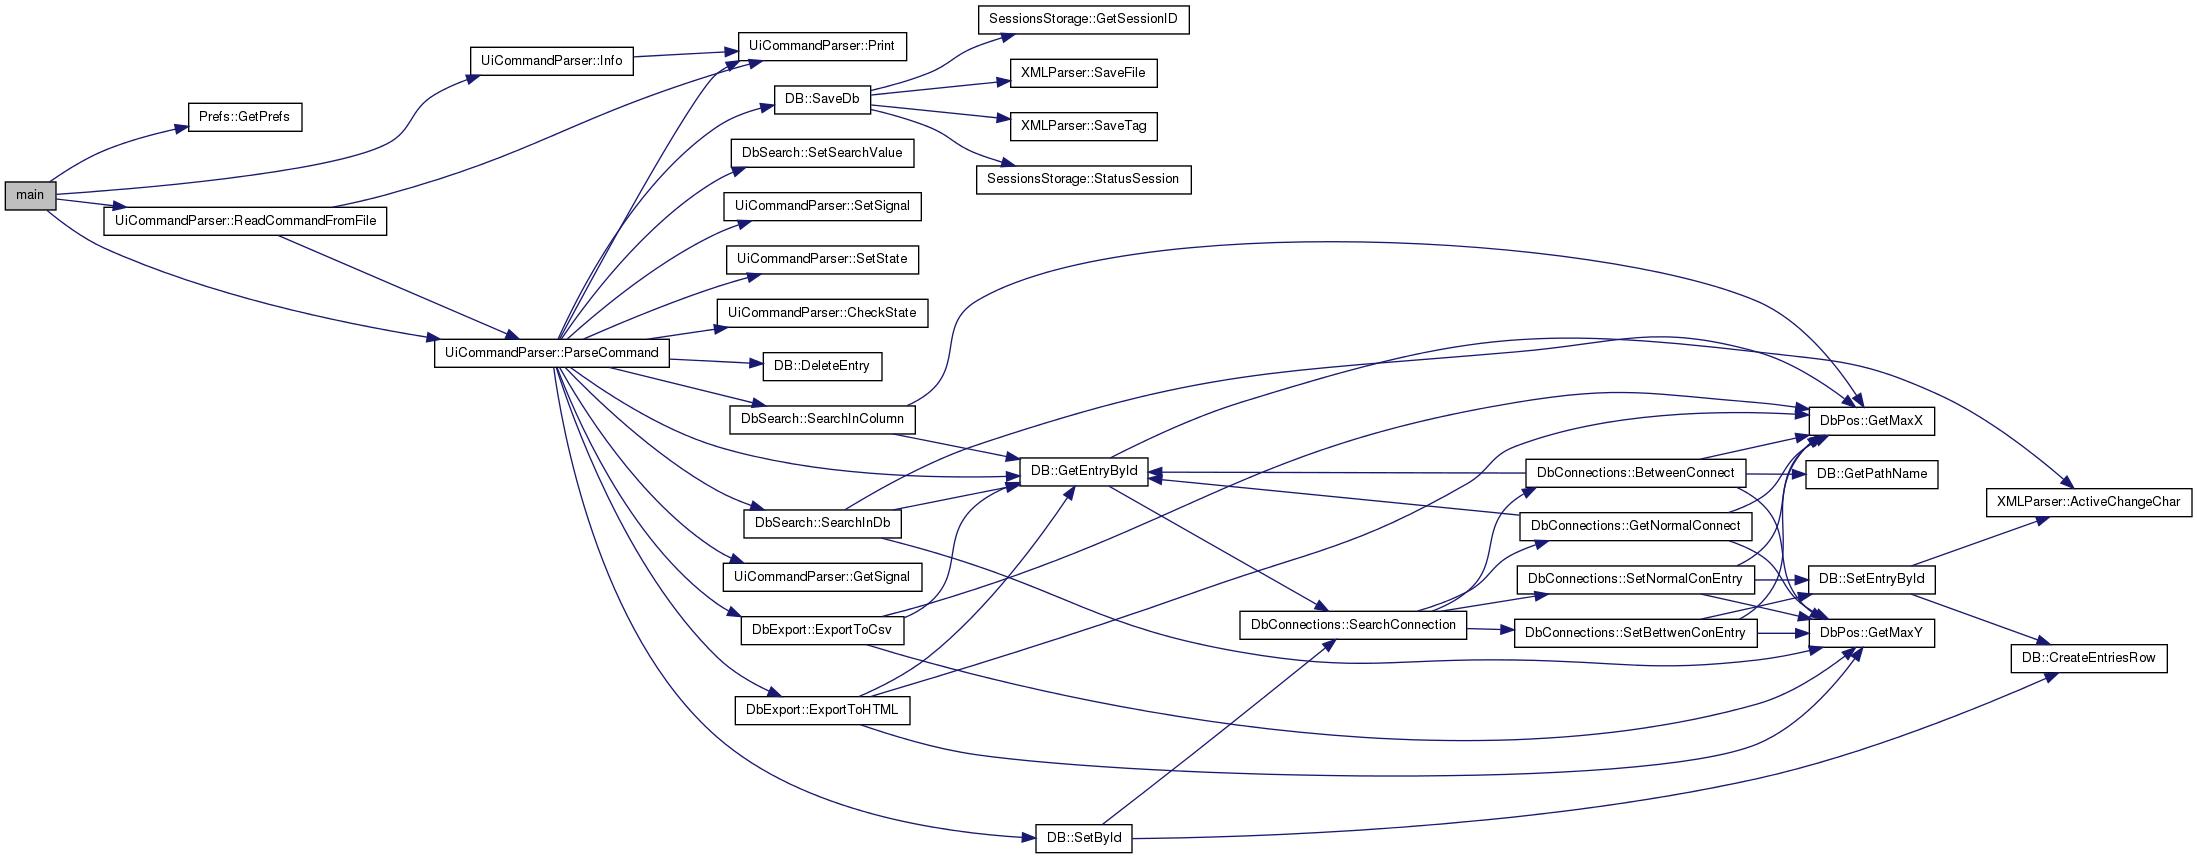 main
Prefs::GetPrefs
UiCommandParser::Info
UiCommandParser::ReadCommandFromFile
UiCommandParser::ParseCommand
UiCommandParser::Print
DB::SaveDb
DbSearch::SetSearchValue
UiCommandParser::SetSignal
UiCommandParser::SetState
UiCommandParser::CheckState
DB::DeleteEntry
DbSearch::SearchInColumn
DbSearch::SearchInDb
UiCommandParser::GetSignal
DbExport::ExportToCsv
DbExport::ExportToHTML
SessionsStorage::GetSessionID
XMLParser::SaveFile
XMLParser::SaveTag
SessionsStorage::StatusSession
DB::GetEntryById
DB::SetById
DbConnections::SearchConnection
DbConnections::BetweenConnect
DbConnections::GetNormalConnect
DbConnections::SetNormalConEntry
DbConnections::SetBettwenConEntry
DbPos::GetMaxX
DB::GetPathName
DB::SetEntryById
DbPos::GetMaxY
XMLParser::ActiveChangeChar
DB::CreateEntriesRow